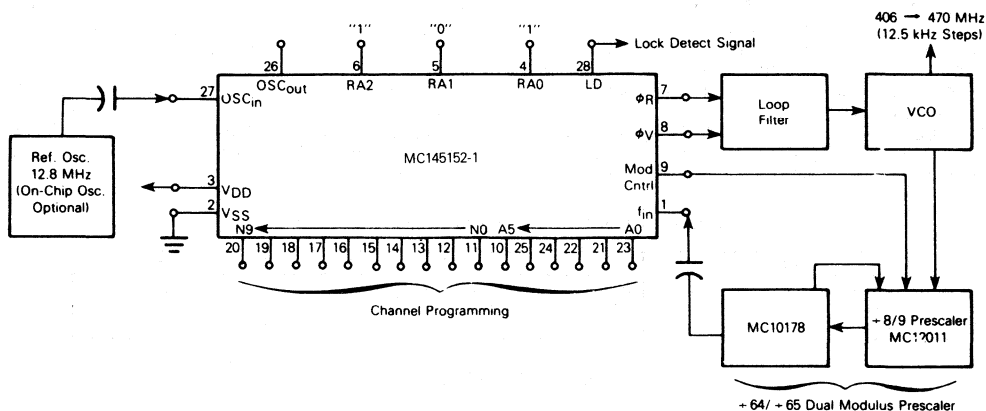 406 → 470 MHz
(12.5 kHz Steps)
"1" "0" "1"
Lock Detect Signal
26 6 5 4 28
OSCout RA2 RA1 RA0 LD
27 OSCin
φR 7
φV 8
Mod Cntrl 9
fin 1
MC145152-1
3 VDD
2 VSS
N9 N0 A5 A0
20 19 18 17 16 15 14 13 12 11 10 25 24 22 21 23
Channel Programming
Ref. Osc.
12.8 MHz
(On-Chip Osc.
Optional)
Loop
Filter
VCO
MC10178
÷8/9 Prescaler
MC12011
÷64/÷65 Dual Modulus Prescaler